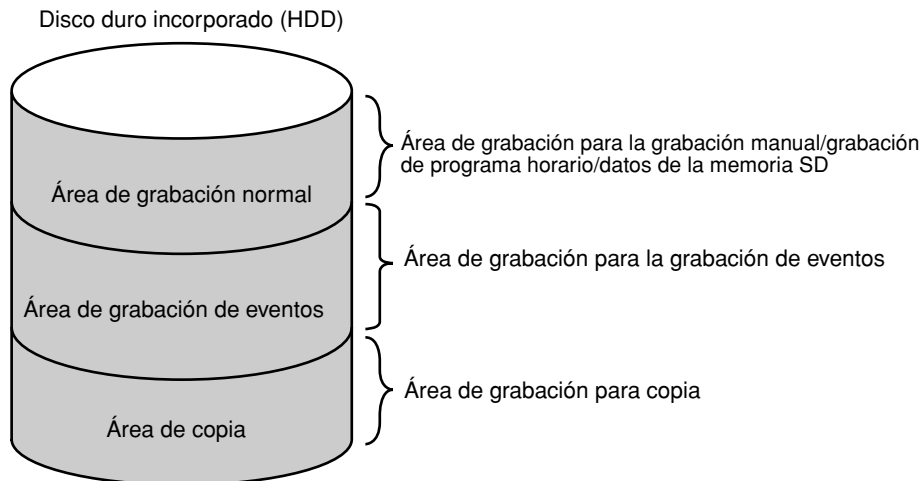 Disco duro incorporado (HDD)
Área de grabación para la grabación manual/grabación
de programa horario/datos de la memoria SD
Área de grabación normal
Área de grabación para la grabación de eventos
Área de grabación de eventos
Área de grabación para copia
Área de copia